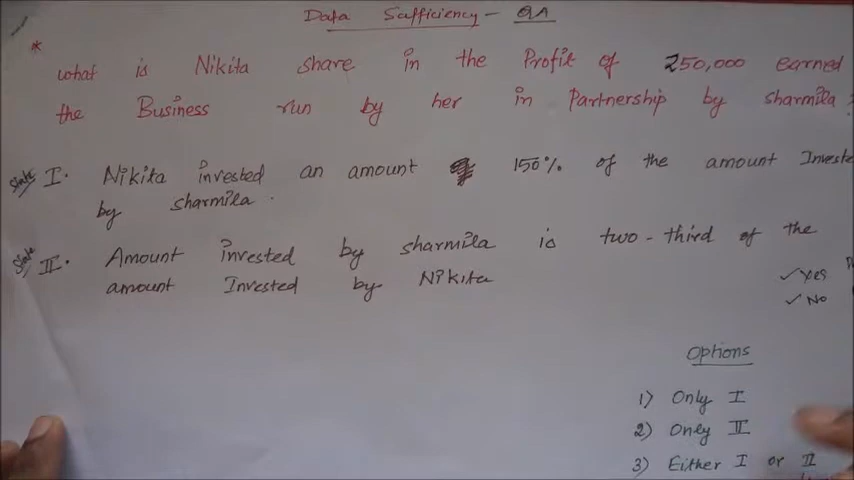 Data Sufficiency - QA
* what is Nikita share in the Profit of 250,000 earned
the Business run by her in Partnership by sharmila ?
State I. Nikita invested an amount 150% of the amount Investe
by sharmila.
State II. Amount invested by sharmila is two-third of the
amount Invested by Nikita
✓ Yes
✓ No
Options
1) Only I
2) Only II
3) Either I or II